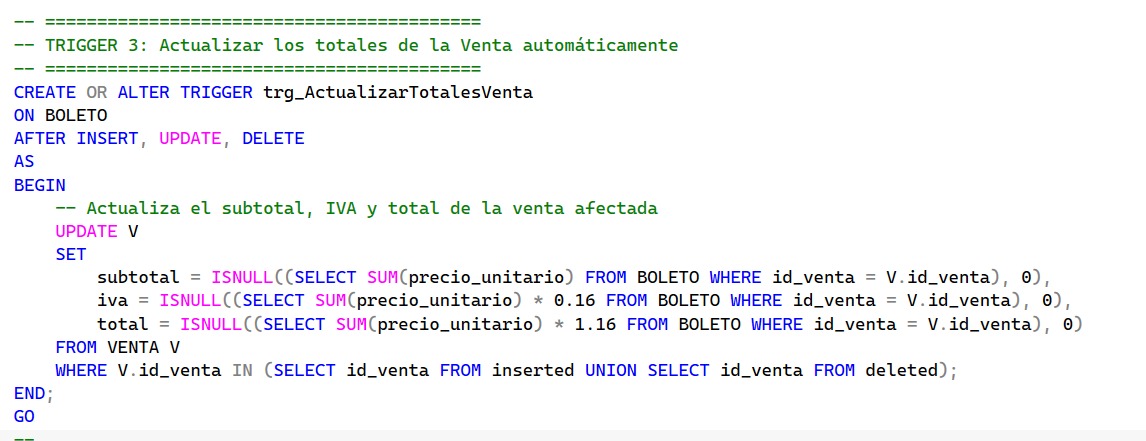 -- ==========================================
-- TRIGGER 3: Actualizar los totales de la Venta automáticamente
-- ==========================================
CREATE OR ALTER TRIGGER trg_ActualizarTotalesVenta
ON BOLETO
AFTER INSERT, UPDATE, DELETE
AS
BEGIN
    -- Actualiza el subtotal, IVA y total de la venta afectada
    UPDATE V
    SET
        subtotal = ISNULL((SELECT SUM(precio_unitario) FROM BOLETO WHERE id_venta = V.id_venta), 0),
        iva = ISNULL((SELECT SUM(precio_unitario) * 0.16 FROM BOLETO WHERE id_venta = V.id_venta), 0),
        total = ISNULL((SELECT SUM(precio_unitario) * 1.16 FROM BOLETO WHERE id_venta = V.id_venta), 0)
    FROM VENTA V
    WHERE V.id_venta IN (SELECT id_venta FROM inserted UNION SELECT id_venta FROM deleted);
END;
GO
--